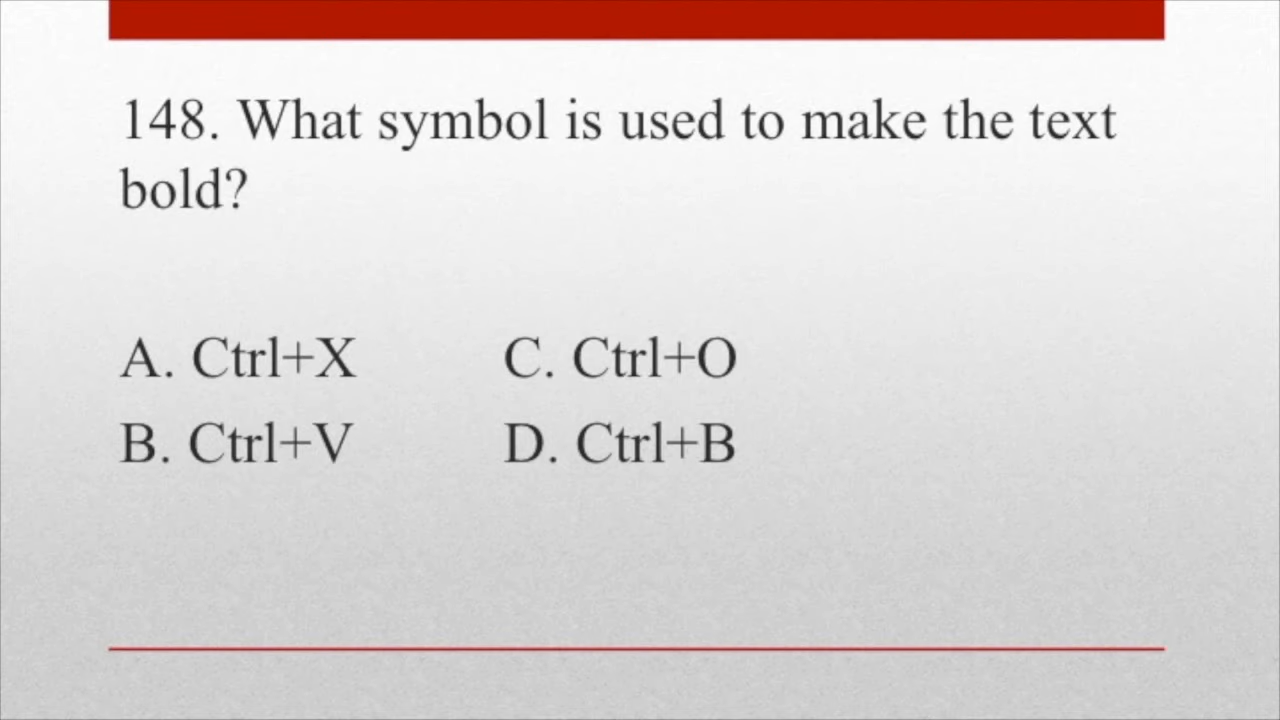 148. What symbol is used to make the text
bold?
A. Ctrl+X C. Ctrl+O
B. Ctrl+V D. Ctrl+B